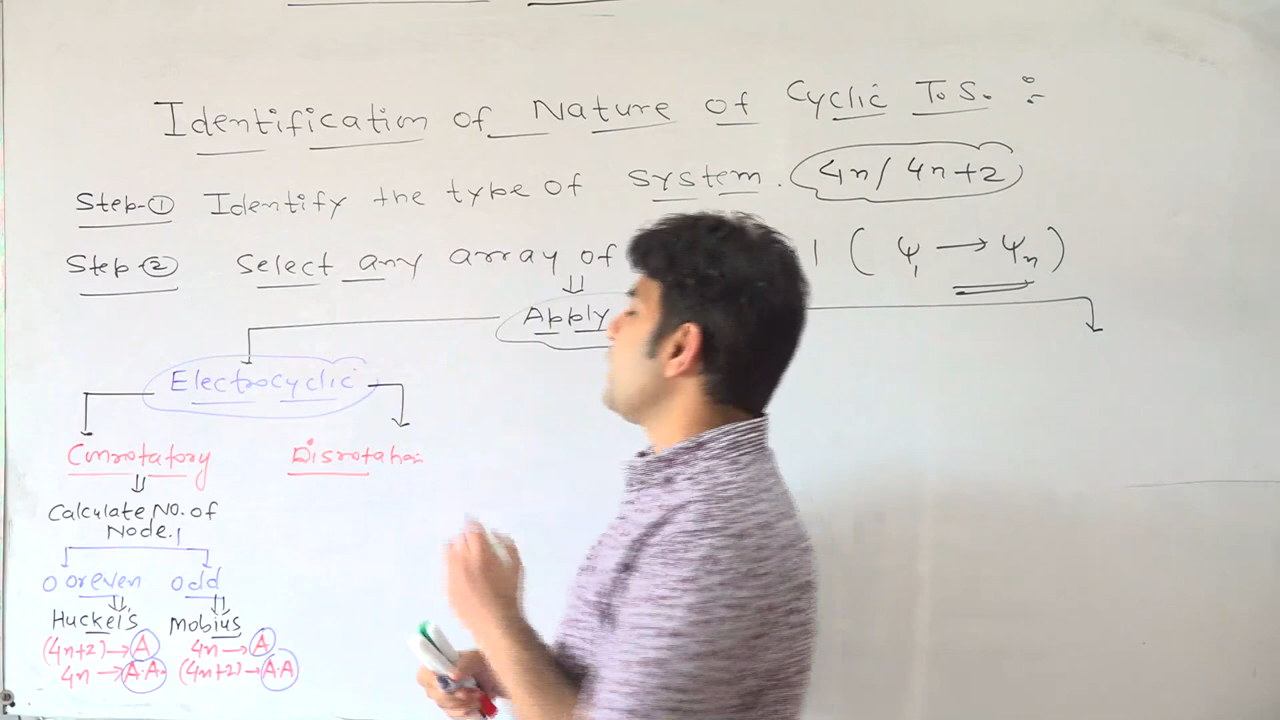 Identification of Nature of Cyclic T.S. :-
Step-① Identify the type of system. 4n/4n+2
Step-② Select any array of | (Ψ₁ → Ψn)
⇓
Apply
Electrocyclic
Conrotatory Disrotation
⇓
Calculate No. of
Node.1
0 or even odd
⇓ ⇓
Huckel's Mobius
(4n+2) → A 4n → A
4n → A.A. (4n+2) → A.A